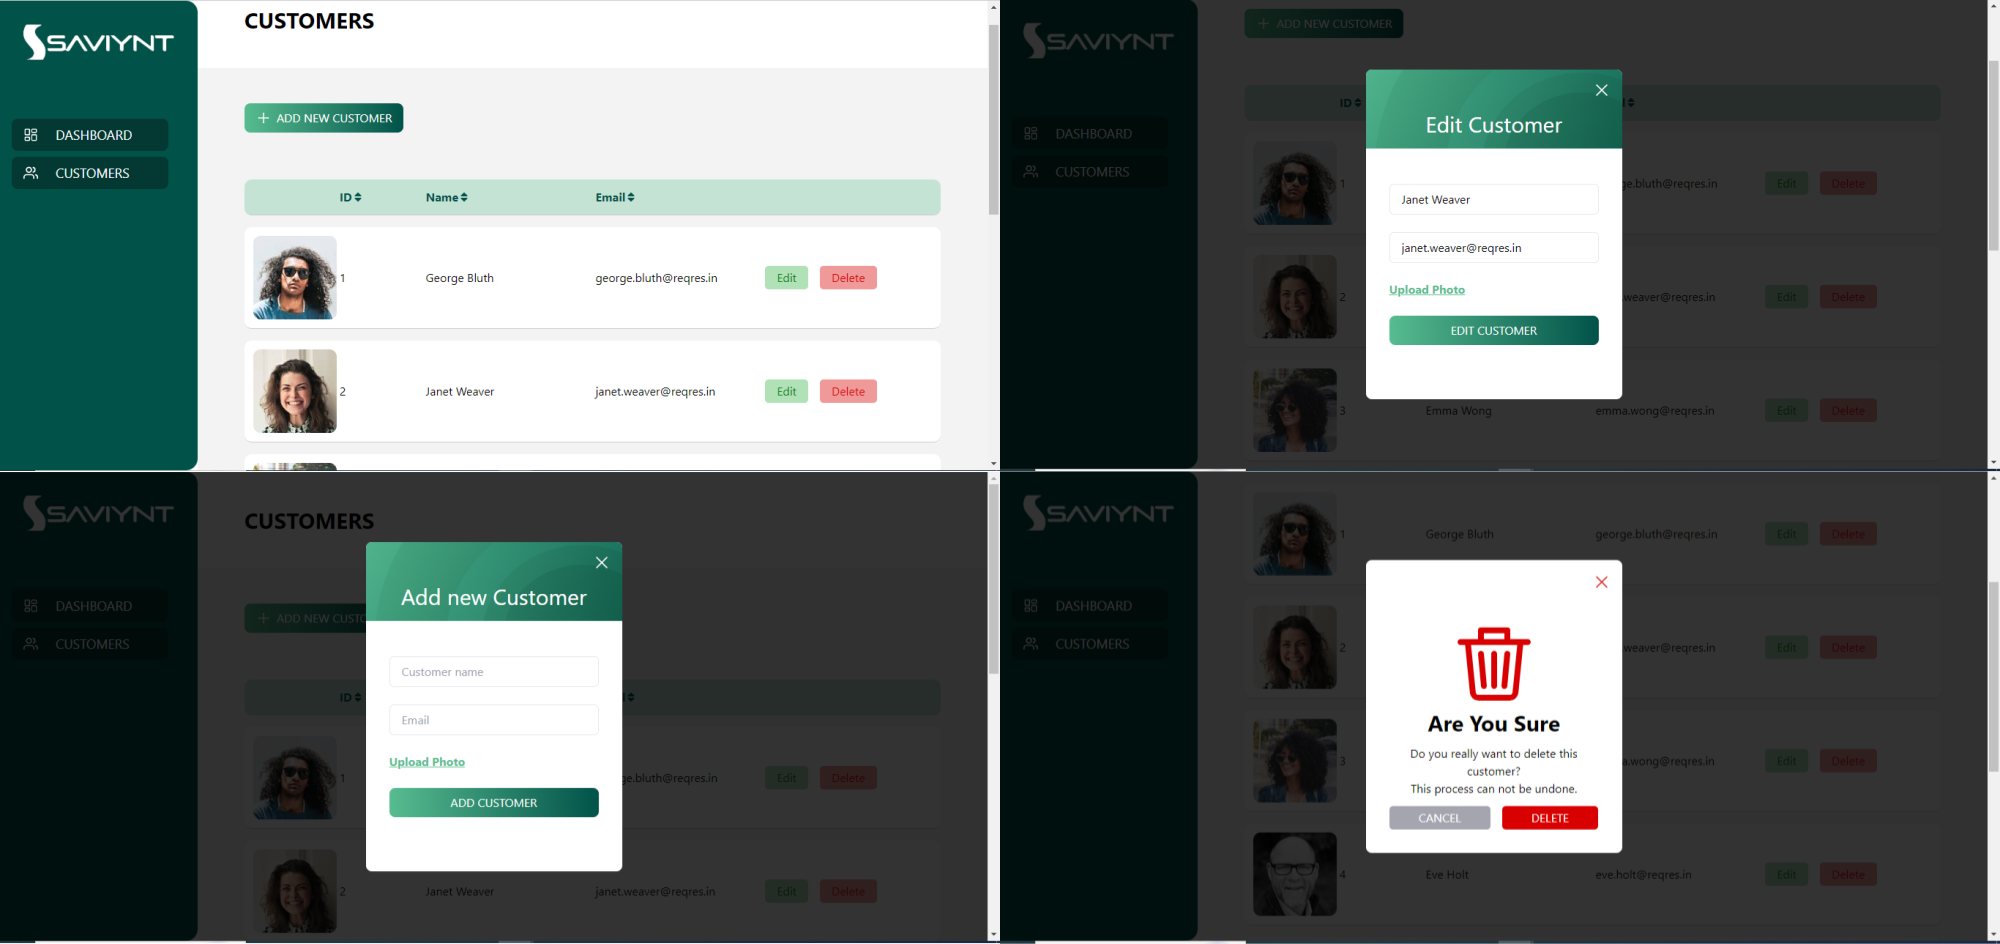 SAVIYNT
DASHBOARD
CUSTOMERS
CUSTOMERS
ADD NEW CUSTOMER
ID Name Email
1 George Bluth george.bluth@reqres.in Edit Delete
2 Janet Weaver janet.weaver@reqres.in Edit Delete
SAVIYNT
DASHBOARD
CUSTOMERS
ADD NEW CUSTOMER
ID
1 ge.bluth@reqres.in Edit Delete
2 weaver@reqres.in Edit Delete
3 Emma Wong emma.wong@reqres.in Edit Delete
Edit Customer
Janet Weaver
janet.weaver@reqres.in
Upload Photo
EDIT CUSTOMER
SAVIYNT
DASHBOARD
CUSTOMERS
CUSTOMERS
ADD NEW CUSTO
ID
1 ge.bluth@reqres.in Edit Delete
2 Janet Weaver janet.weaver@reqres.in Edit Delete
Add new Customer
Customer name
Email
Upload Photo
ADD CUSTOMER
SAVIYNT
DASHBOARD
CUSTOMERS
1 George Bluth george.bluth@reqres.in Edit Delete
2 weaver@reqres.in Edit Delete
3 a.wong@reqres.in Edit Delete
4 Eve Holt eve.holt@reqres.in Edit Delete
Are You Sure
Do you really want to delete this
customer?
This process can not be undone.
CANCEL DELETE